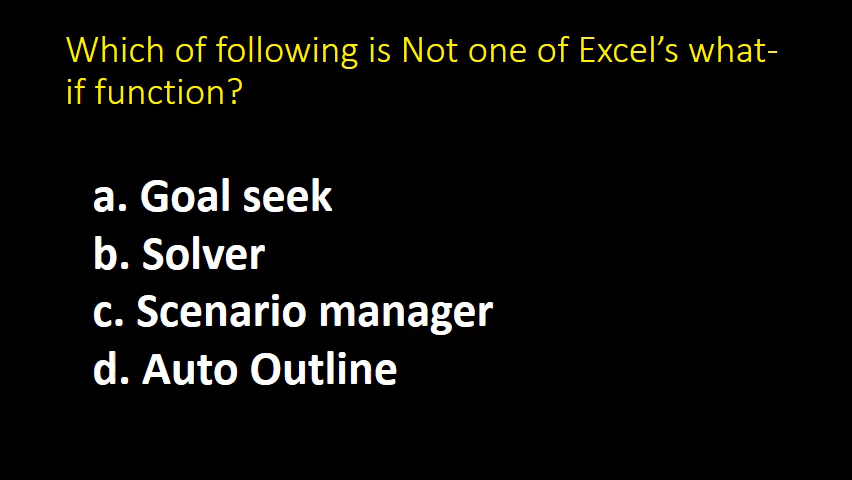 Which of following is Not one of Excel’s what-
if function?
a. Goal seek
b. Solver
c. Scenario manager
d. Auto Outline